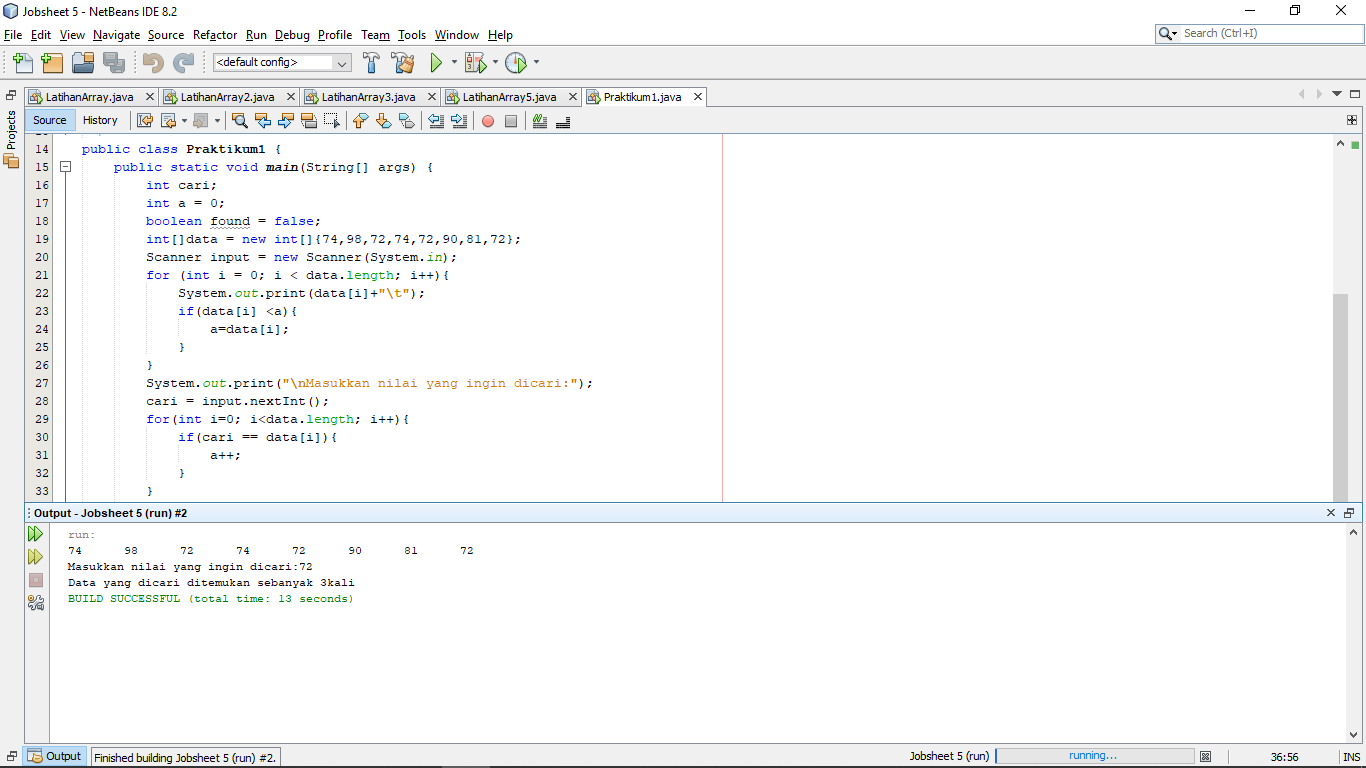 Jobsheet 5 - NetBeans IDE 8.2
File Edit View Navigate Source Refactor Run Debug Profile Team Tools Window Help
Search (Ctrl+I)
<default config>
LatihanArray.java LatihanArray2.java LatihanArray3.java LatihanArray5.java Praktikum1.java
Projects
Source History
14 public class Praktikum1 {
15 public static void main(String[] args) {
16 int cari;
17 int a = 0;
18 boolean found = false;
19 int[]data = new int[]{74,98,72,74,72,90,81,72};
20 Scanner input = new Scanner(System.in);
21 for (int i = 0; i < data.length; i++){
22 System.out.print(data[i]+"\t");
23 if(data[i] <a){
24 a=data[i];
25 }
26 }
27 System.out.print("\nMasukkan nilai yang ingin dicari:");
28 cari = input.nextInt();
29 for(int i=0; i<data.length; i++){
30 if(cari == data[i]){
31 a++;
32 }
33 }
Output - Jobsheet 5 (run) #2
run:
74 98 72 74 72 90 81 72
Masukkan nilai yang ingin dicari:72
Data yang dicari ditemukan sebanyak 3kali
BUILD SUCCESSFUL (total time: 13 seconds)
Output
Finished building Jobsheet 5 (run) #2.
Jobsheet 5 (run) running... 36:56 INS